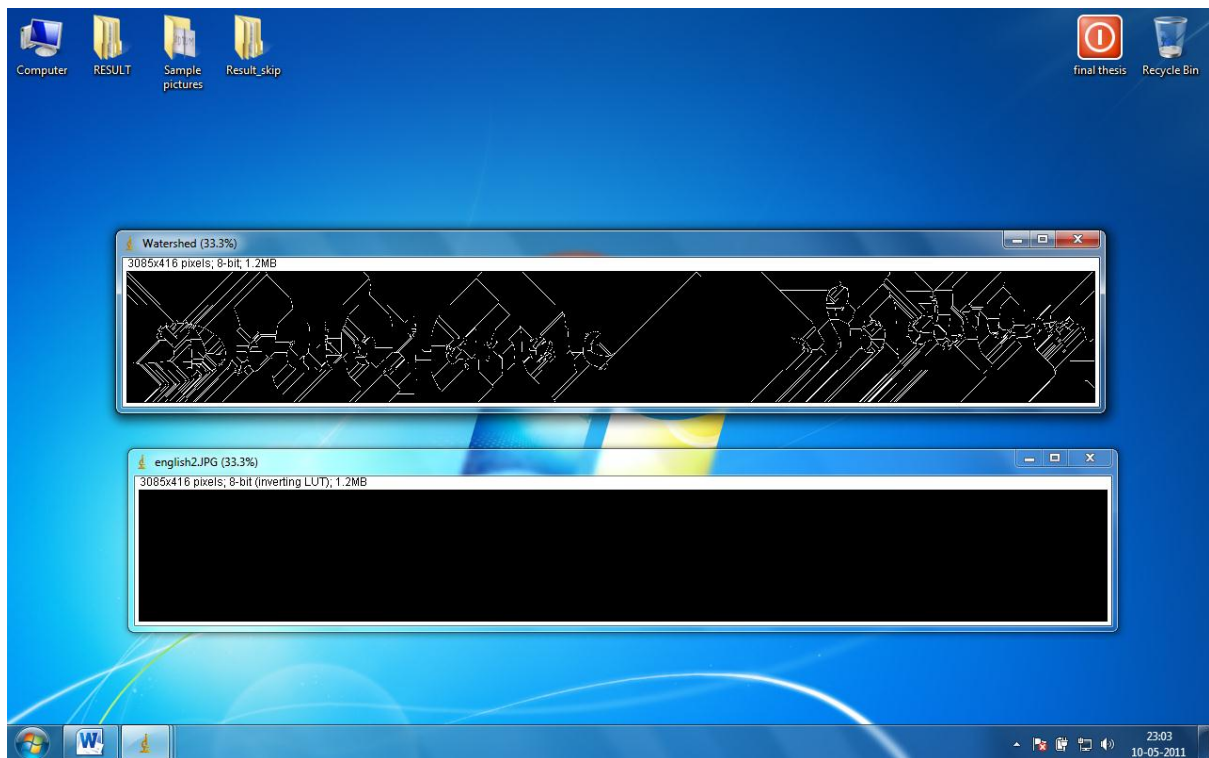 Computer
RESULT
Sample pictures
Result_skip
final thesis
Recycle Bin
Watershed (33.3%)
3085x416 pixels; 8-bit; 1.2MB
english2.JPG (33.3%)
3085x416 pixels; 8-bit (inverting LUT); 1.2MB
23:03
10-05-2011